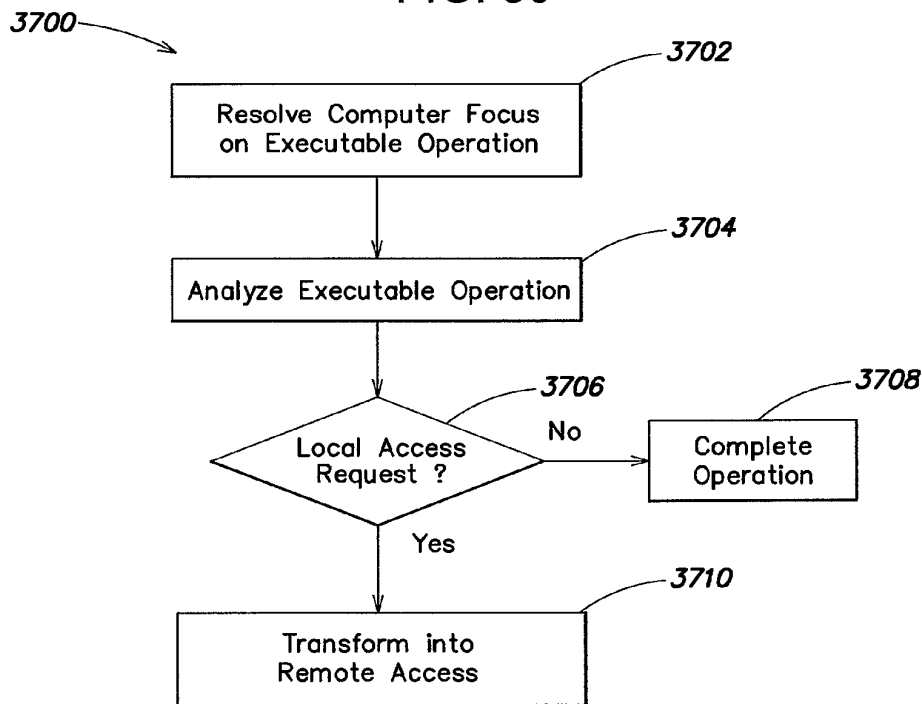 3700
3702
Resolve Computer Focus
on Executable Operation
3704
Analyze Executable Operation
3706
3708
Local Access
Request ?
No
Complete
Operation
Yes
3710
Transform into
Remote Access